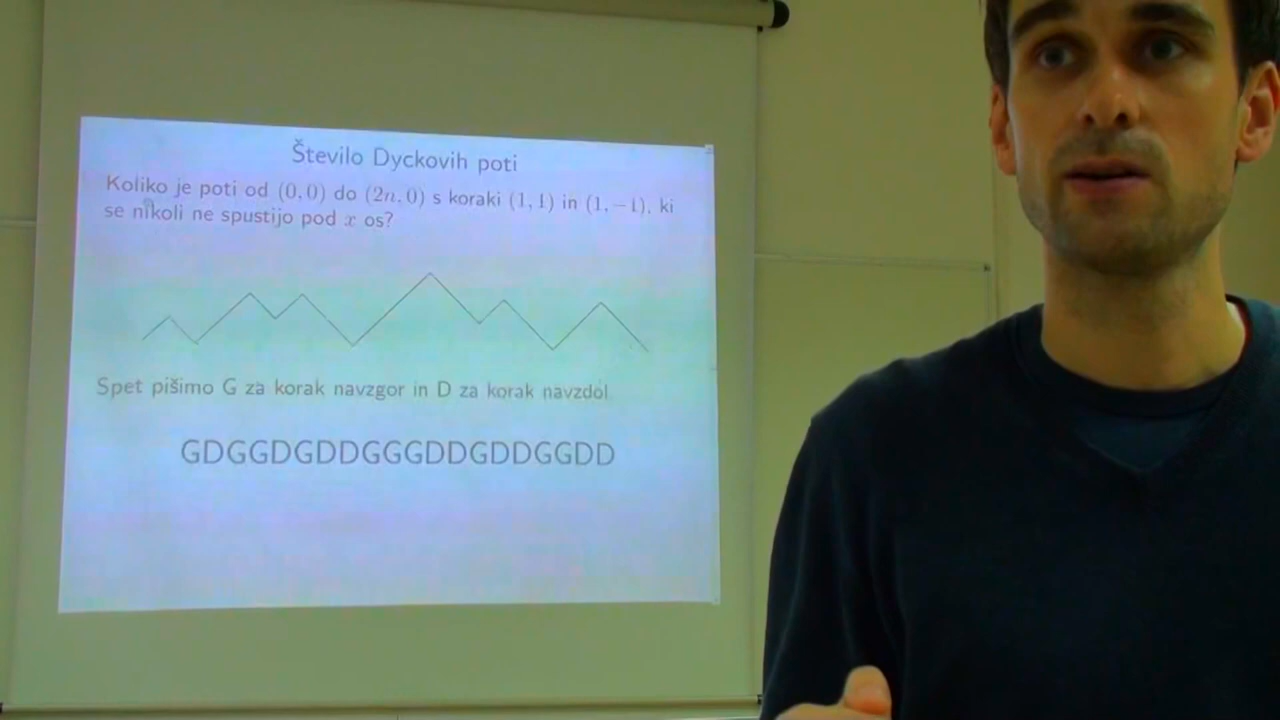 Število Dyckovih poti
Koliko je poti od (0, 0) do (2n, 0) s koraki (1, 1) in (1, −1), ki
se nikoli ne spustijo pod x os?
Spet pišimo G za korak navzgor in D za korak navzdol
GDGGDGDDGGGDDGDDGGDD